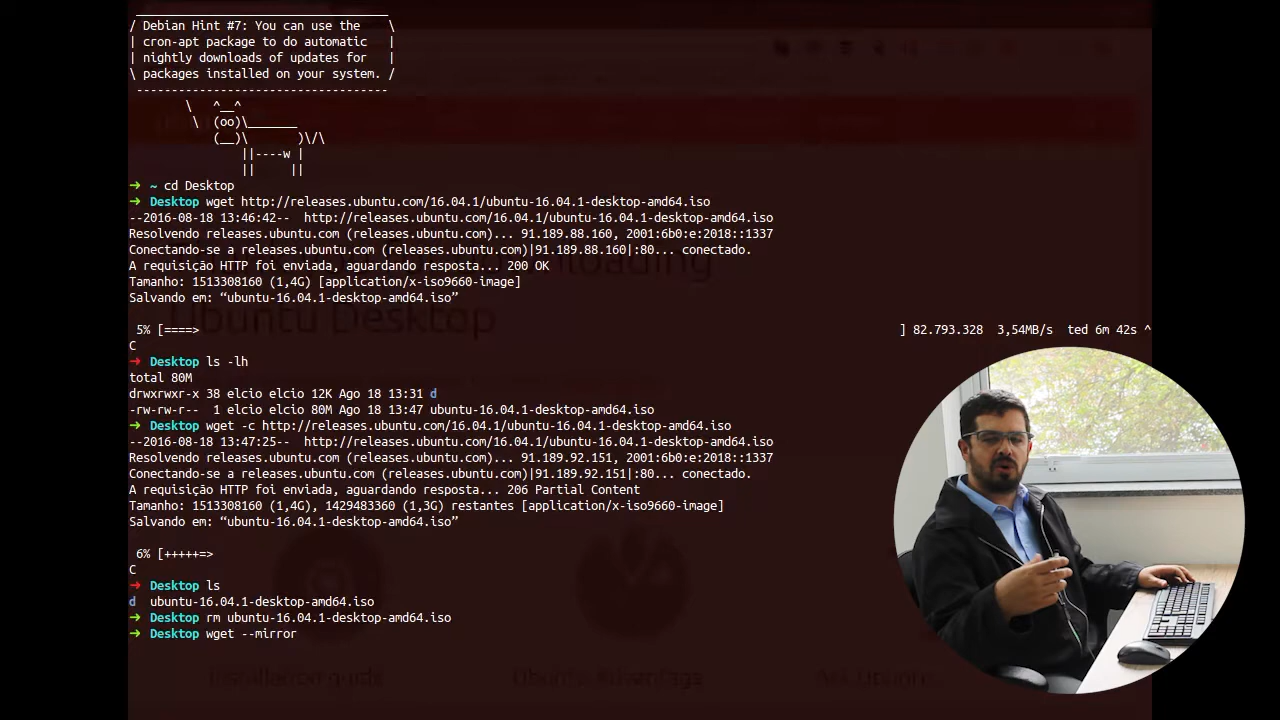 ____________________________________
/ Debian Hint #7: You can use the    \
| cron-apt package to do automatic   |
| nightly downloads of updates for   |
\ packages installed on your system. /
 ------------------------------------
        \   ^__^
         \  (oo)\_______
            (__)\       )\/\
                ||----w |
                ||     ||
➜ ~ cd Desktop
➜ Desktop wget http://releases.ubuntu.com/16.04.1/ubuntu-16.04.1-desktop-amd64.iso
--2016-08-18 13:46:42-- http://releases.ubuntu.com/16.04.1/ubuntu-16.04.1-desktop-amd64.iso
Resolvendo releases.ubuntu.com (releases.ubuntu.com)... 91.189.88.160, 2001:6b0:e:2018::1337
Conectando-se a releases.ubuntu.com (releases.ubuntu.com)|91.189.88.160|:80... conectado.
A requisição HTTP foi enviada, aguardando resposta... 200 OK
Tamanho: 1513308160 (1,4G) [application/x-iso9660-image]
Salvando em: “ubuntu-16.04.1-desktop-amd64.iso”
5% [====> ] 82.793.328 3,54MB/s ted 6m 42s ^
C
➜ Desktop ls -lh
total 80M
drwxrwxr-x 38 elcio elcio 12K Ago 18 13:31 d
-rw-rw-r-- 1 elcio elcio 80M Ago 18 13:47 ubuntu-16.04.1-desktop-amd64.iso
➜ Desktop wget -c http://releases.ubuntu.com/16.04.1/ubuntu-16.04.1-desktop-amd64.iso
--2016-08-18 13:47:25-- http://releases.ubuntu.com/16.04.1/ubuntu-16.04.1-desktop-amd64.iso
Resolvendo releases.ubuntu.com (releases.ubuntu.com)... 91.189.92.151, 2001:6b0:e:2018::1337
Conectando-se a releases.ubuntu.com (releases.ubuntu.com)|91.189.92.151|:80... conectado.
A requisição HTTP foi enviada, aguardando resposta... 206 Partial Content
Tamanho: 1513308160 (1,4G), 1429483360 (1,3G) restantes [application/x-iso9660-image]
Salvando em: “ubuntu-16.04.1-desktop-amd64.iso”
6% [+++++=>
C
➜ Desktop ls
d ubuntu-16.04.1-desktop-amd64.iso
➜ Desktop rm ubuntu-16.04.1-desktop-amd64.iso
➜ Desktop wget --mirror
Ubuntu Desktop
Installation guide
Ubuntu Advantage